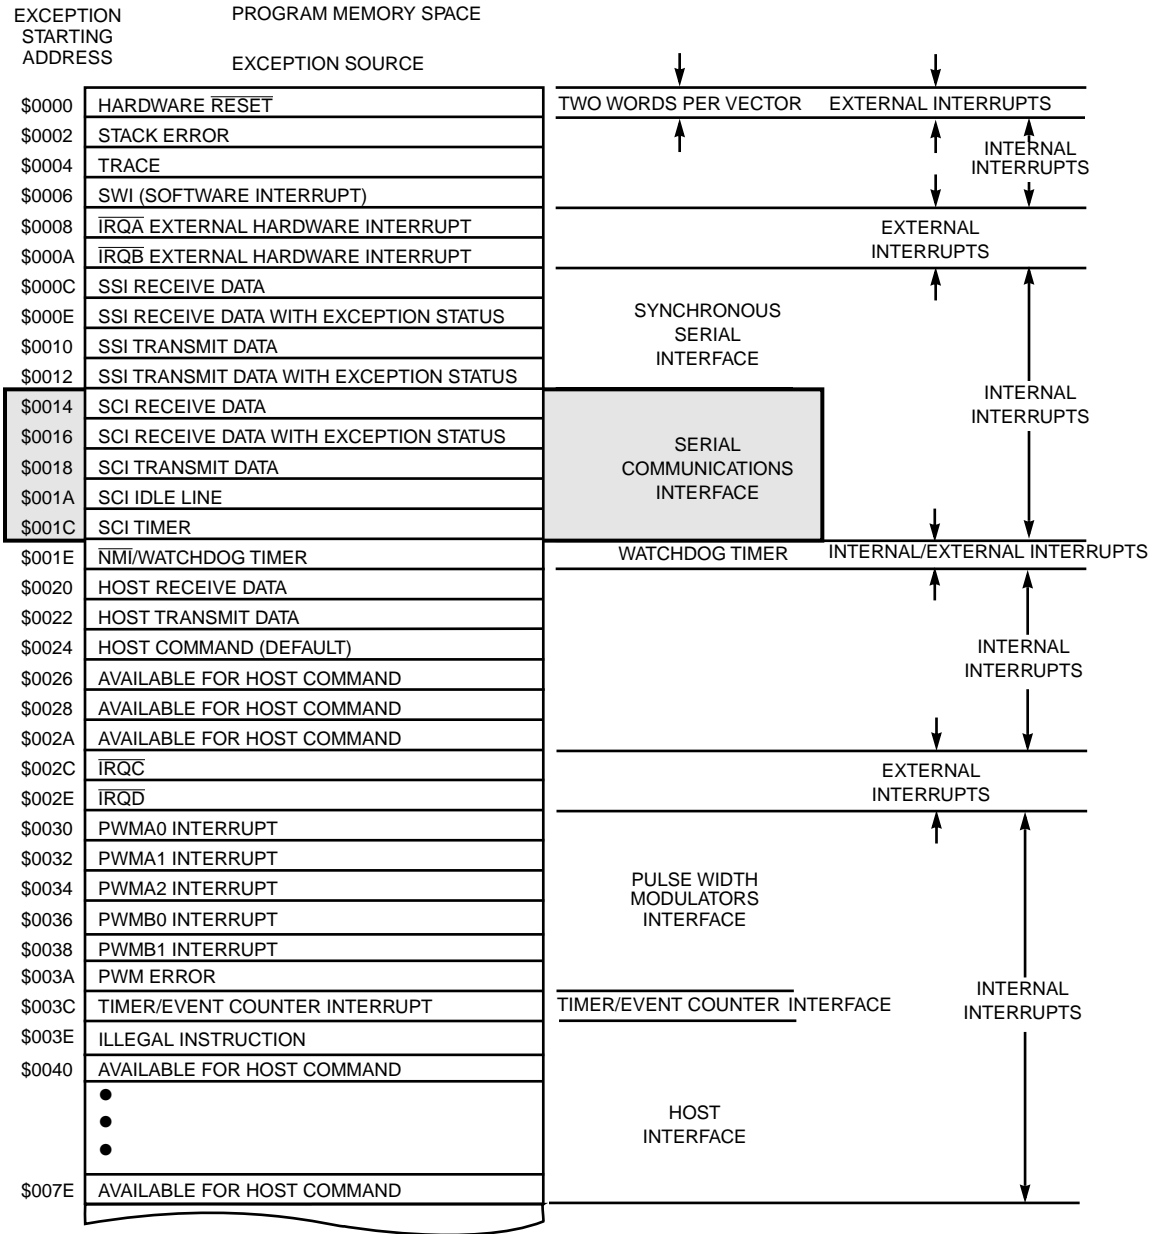 EXCEPTION
STARTING
ADDRESS
PROGRAM MEMORY SPACE
EXCEPTION SOURCE
$0000 HARDWARE RESET TWO WORDS PER VECTOR EXTERNAL INTERRUPTS
$0002 STACK ERROR
$0004 TRACE
INTERNAL
INTERRUPTS
$0006 SWI (SOFTWARE INTERRUPT)
$0008 IRQA EXTERNAL HARDWARE INTERRUPT
$000A IRQB EXTERNAL HARDWARE INTERRUPT
EXTERNAL
INTERRUPTS
$000C SSI RECEIVE DATA
$000E SSI RECEIVE DATA WITH EXCEPTION STATUS
$0010 SSI TRANSMIT DATA
$0012 SSI TRANSMIT DATA WITH EXCEPTION STATUS
SYNCHRONOUS
SERIAL
INTERFACE
INTERNAL
INTERRUPTS
$0014 SCI RECEIVE DATA
$0016 SCI RECEIVE DATA WITH EXCEPTION STATUS
$0018 SCI TRANSMIT DATA
$001A SCI IDLE LINE
$001C SCI TIMER
SERIAL
COMMUNICATIONS
INTERFACE
$001E NMI/WATCHDOG TIMER WATCHDOG TIMER INTERNAL/EXTERNAL INTERRUPTS
$0020 HOST RECEIVE DATA
$0022 HOST TRANSMIT DATA
$0024 HOST COMMAND (DEFAULT)
$0026 AVAILABLE FOR HOST COMMAND
$0028 AVAILABLE FOR HOST COMMAND
$002A AVAILABLE FOR HOST COMMAND
INTERNAL
INTERRUPTS
$002C IRQC
$002E IRQD
EXTERNAL
INTERRUPTS
$0030 PWMA0 INTERRUPT
$0032 PWMA1 INTERRUPT
$0034 PWMA2 INTERRUPT
$0036 PWMB0 INTERRUPT
$0038 PWMB1 INTERRUPT
$003A PWM ERROR
PULSE WIDTH
MODULATORS
INTERFACE
$003C TIMER/EVENT COUNTER INTERRUPT TIMER/EVENT COUNTER INTERFACE
INTERNAL
INTERRUPTS
$003E ILLEGAL INSTRUCTION
$0040 AVAILABLE FOR HOST COMMAND
●
●
●
HOST
INTERFACE
$007E AVAILABLE FOR HOST COMMAND